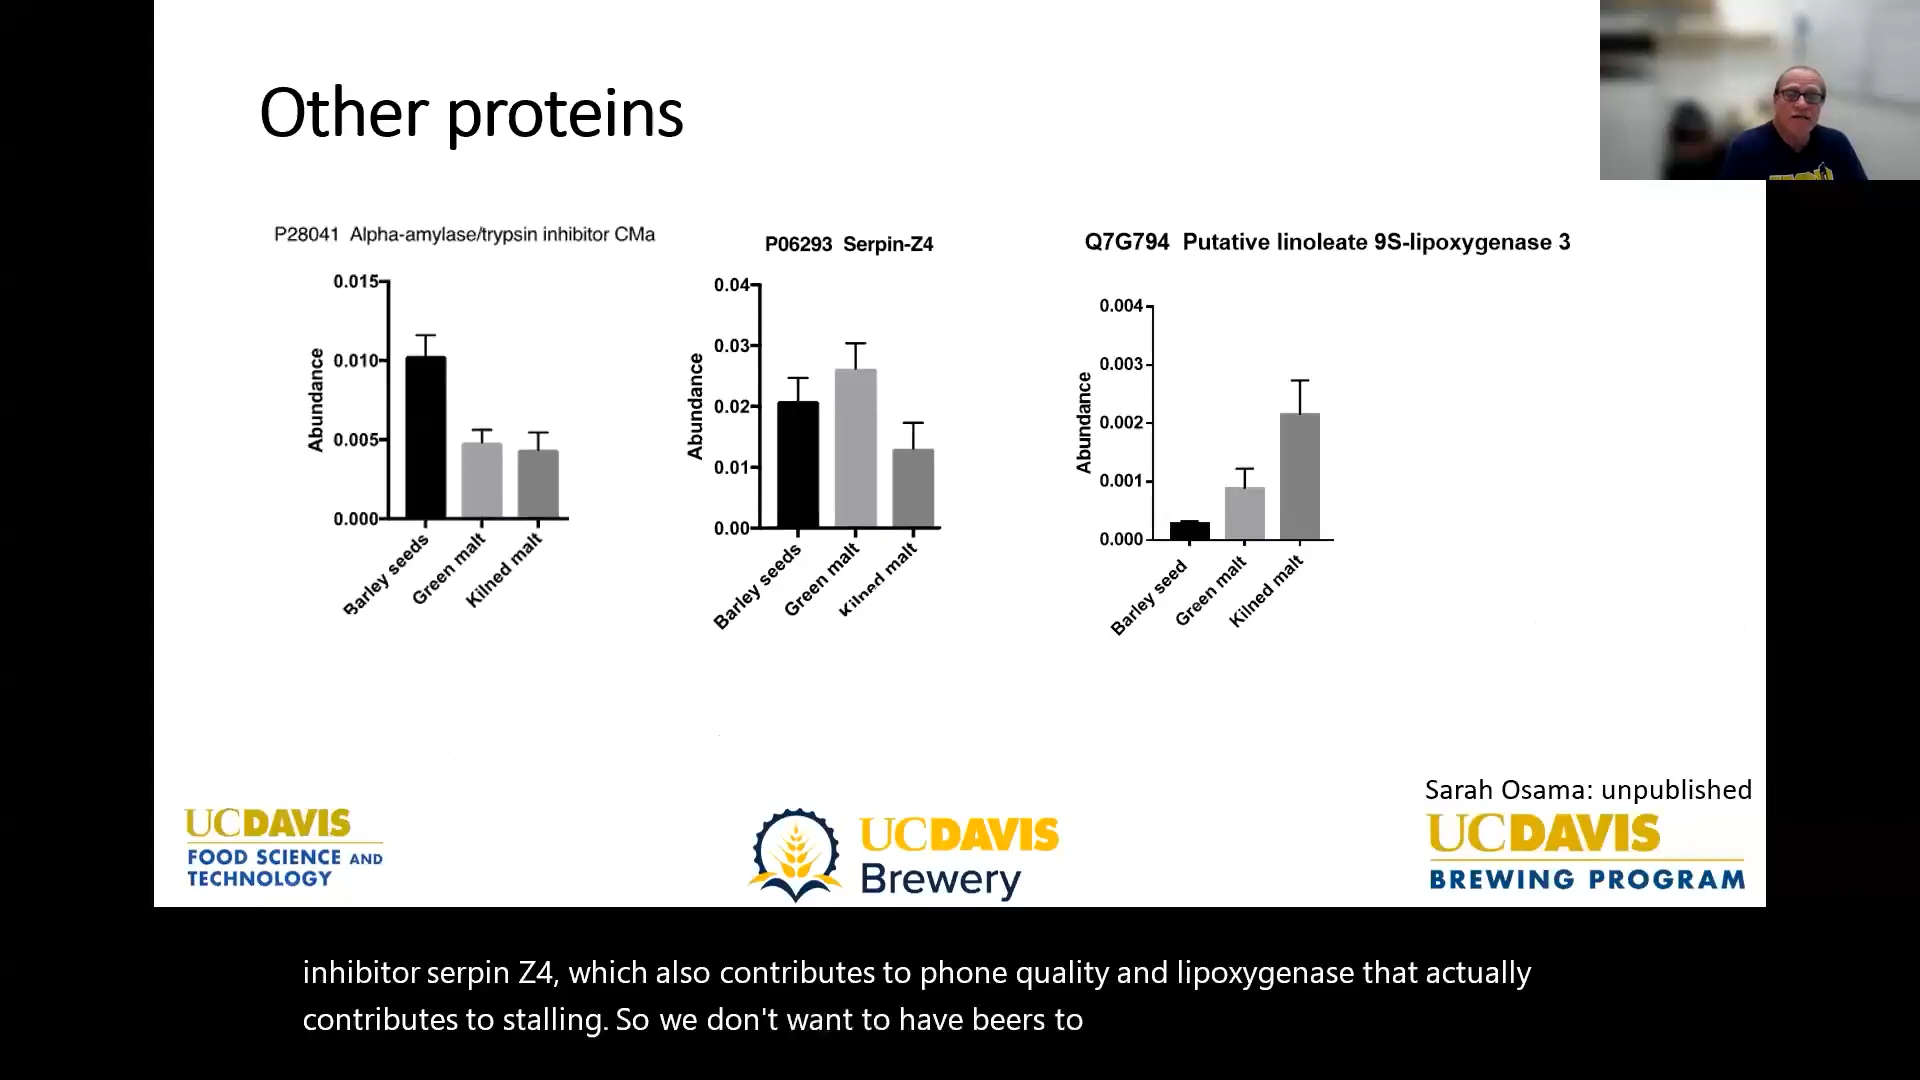 Other proteins
P28041 Alpha-amylase/trypsin inhibitor CMa
0.015
0.010
0.005
0.000
Abundance
Barley seeds
Green malt
Kilned malt
P06293 Serpin-Z4
0.04
0.03
0.02
0.01
0.00
Abundance
Barley seeds
Green malt
Kilned malt
Q7G794 Putative linoleate 9S-lipoxygenase 3
0.004
0.003
0.002
0.001
0.000
Abundance
Barley seed
Green malt
Kilned malt
Sarah Osama: unpublished
UCDAVIS
FOOD SCIENCE AND
TECHNOLOGY
UCDAVIS
Brewery
UCDAVIS
BREWING PROGRAM
inhibitor serpin Z4, which also contributes to phone quality and lipoxygenase that actually
contributes to stalling. So we don't want to have beers to